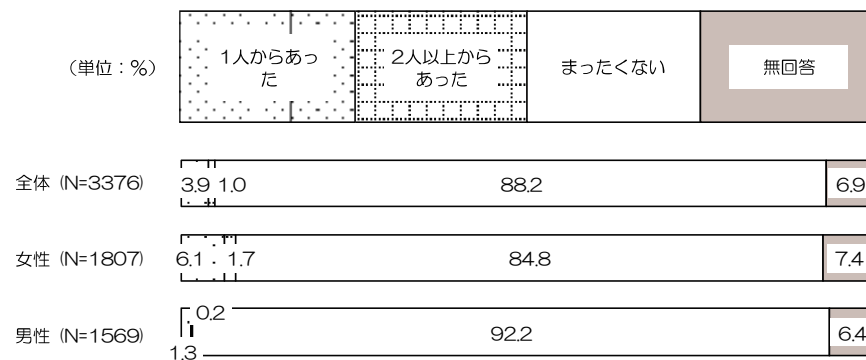 （単位：％）
1人からあっ
た
2人以上から
あった
まったくない
無回答
全体 (N=3376)
3.9 1.0 88.2 6.9
女性 (N=1807)
6.1 1.7 84.8 7.4
男性 (N=1569)
0.2
1.3
92.2 6.4